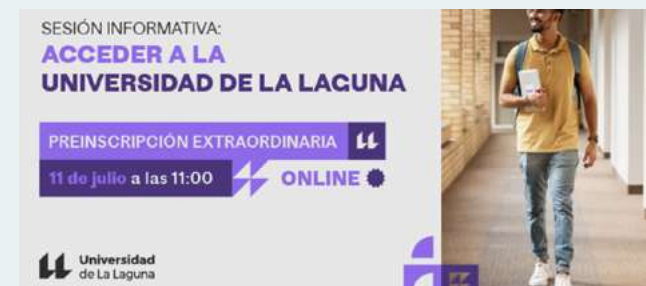 SESIÓN INFORMATIVA:
ACCEDER A LA
UNIVERSIDAD DE LA LAGUNA
PREINSCRIPCIÓN EXTRAORDINARIA
11 de julio a las 11:00
ONLINE
Universidad
de La Laguna